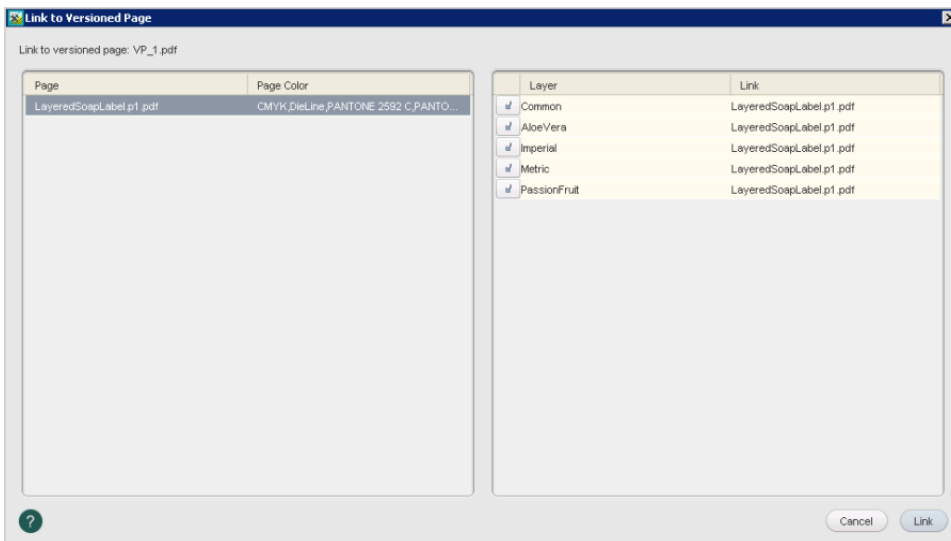 Link to Versioned Page
Link to versioned page: VP_1.pdf
Page Page Color
LayeredSoapLabel.p1.pdf CMYK,DieLine,PANTONE 2592 C,PANTO...
Layer Link
Common LayeredSoapLabel.p1.pdf
AloeVera LayeredSoapLabel.p1.pdf
Imperial LayeredSoapLabel.p1.pdf
Metric LayeredSoapLabel.p1.pdf
PassionFruit LayeredSoapLabel.p1.pdf
? Cancel Link